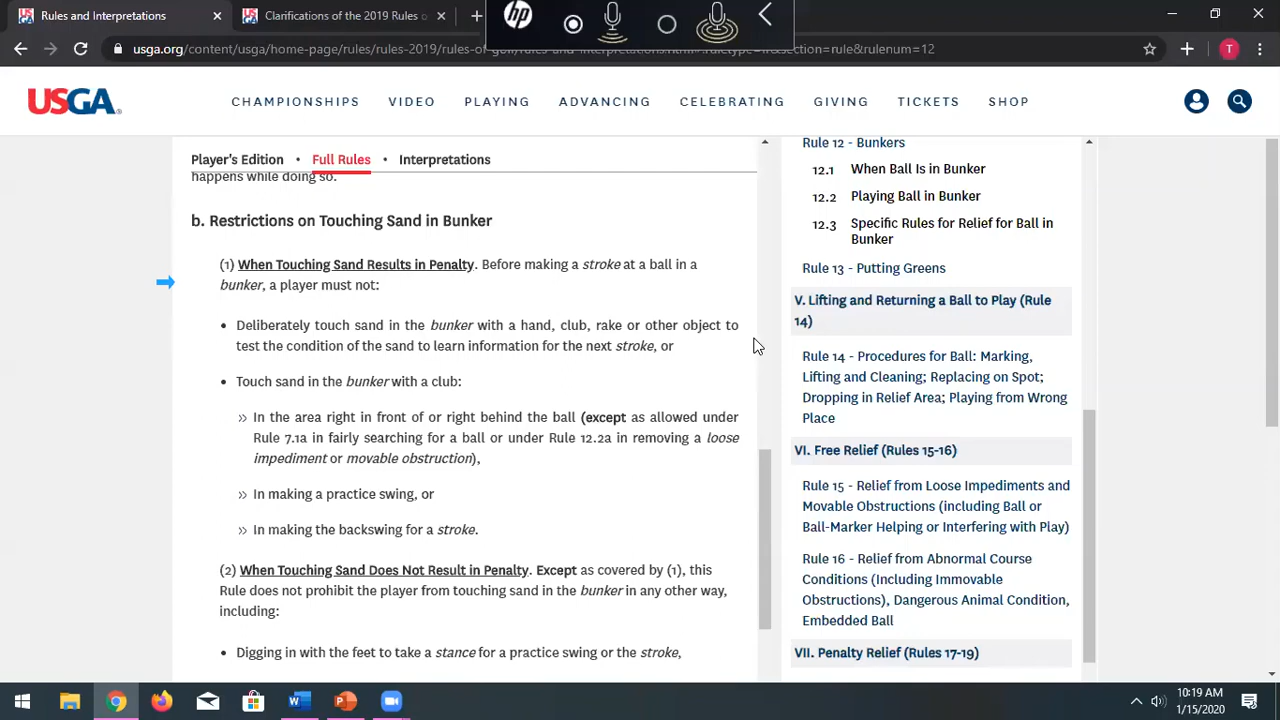 Rules and Interpretations × Clarifications of the 2019 Rules o × +
hp
usga.org/content/usga/home-page/rules/rules-2019/rules-of-golf/rules-and-interpretations.html#!ruletype=fr&section=rule&rulenum=12
T
USGA.
CHAMPIONSHIPS VIDEO PLAYING ADVANCING CELEBRATING GIVING TICKETS SHOP
Player's Edition • Full Rules • Interpretations
happens while doing so.
b. Restrictions on Touching Sand in Bunker
(1) When Touching Sand Results in Penalty. Before making a stroke at a ball in a
bunker, a player must not:
• Deliberately touch sand in the bunker with a hand, club, rake or other object to
test the condition of the sand to learn information for the next stroke, or
• Touch sand in the bunker with a club:
» In the area right in front of or right behind the ball (except as allowed under
Rule 7.1a in fairly searching for a ball or under Rule 12.2a in removing a loose
impediment or movable obstruction),
» In making a practice swing, or
» In making the backswing for a stroke.
(2) When Touching Sand Does Not Result in Penalty. Except as covered by (1), this
Rule does not prohibit the player from touching sand in the bunker in any other way,
including:
• Digging in with the feet to take a stance for a practice swing or the stroke,
Rule 12 - Bunkers
12.1 When Ball Is in Bunker
12.2 Playing Ball in Bunker
12.3 Specific Rules for Relief for Ball in
Bunker
Rule 13 - Putting Greens
V. Lifting and Returning a Ball to Play (Rule
14)
Rule 14 - Procedures for Ball: Marking,
Lifting and Cleaning; Replacing on Spot;
Dropping in Relief Area; Playing from Wrong
Place
VI. Free Relief (Rules 15-16)
Rule 15 - Relief from Loose Impediments and
Movable Obstructions (including Ball or
Ball-Marker Helping or Interfering with Play)
Rule 16 - Relief from Abnormal Course
Conditions (Including Immovable
Obstructions), Dangerous Animal Condition,
Embedded Ball
VII. Penalty Relief (Rules 17-19)
10:19 AM
1/15/2020